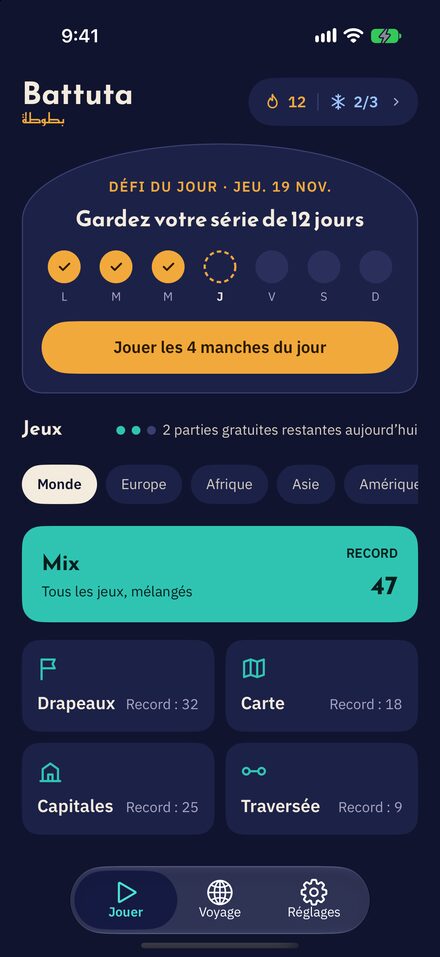 9:41
Battuta
بطوطة
12 2/3
DÉFI DU JOUR · JEU. 19 NOV.
Gardez votre série de 12 jours
L M M J V S D
Jouer les 4 manches du jour
Jeux
2 parties gratuites restantes aujourd’hui
Monde Europe Afrique Asie Amérique
Mix
Tous les jeux, mélangés
RECORD
47
Drapeaux Record : 32
Carte Record : 18
Capitales Record : 25
Traversée Record : 9
Jouer Voyage Réglages